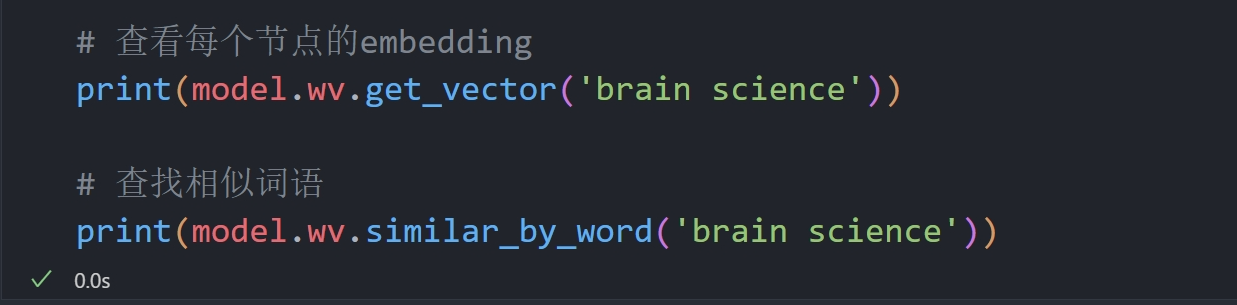 # 查看每个节点的embedding
print(model.wv.get_vector('brain science'))
# 查找相似词语
print(model.wv.similar_by_word('brain science'))
0.0s